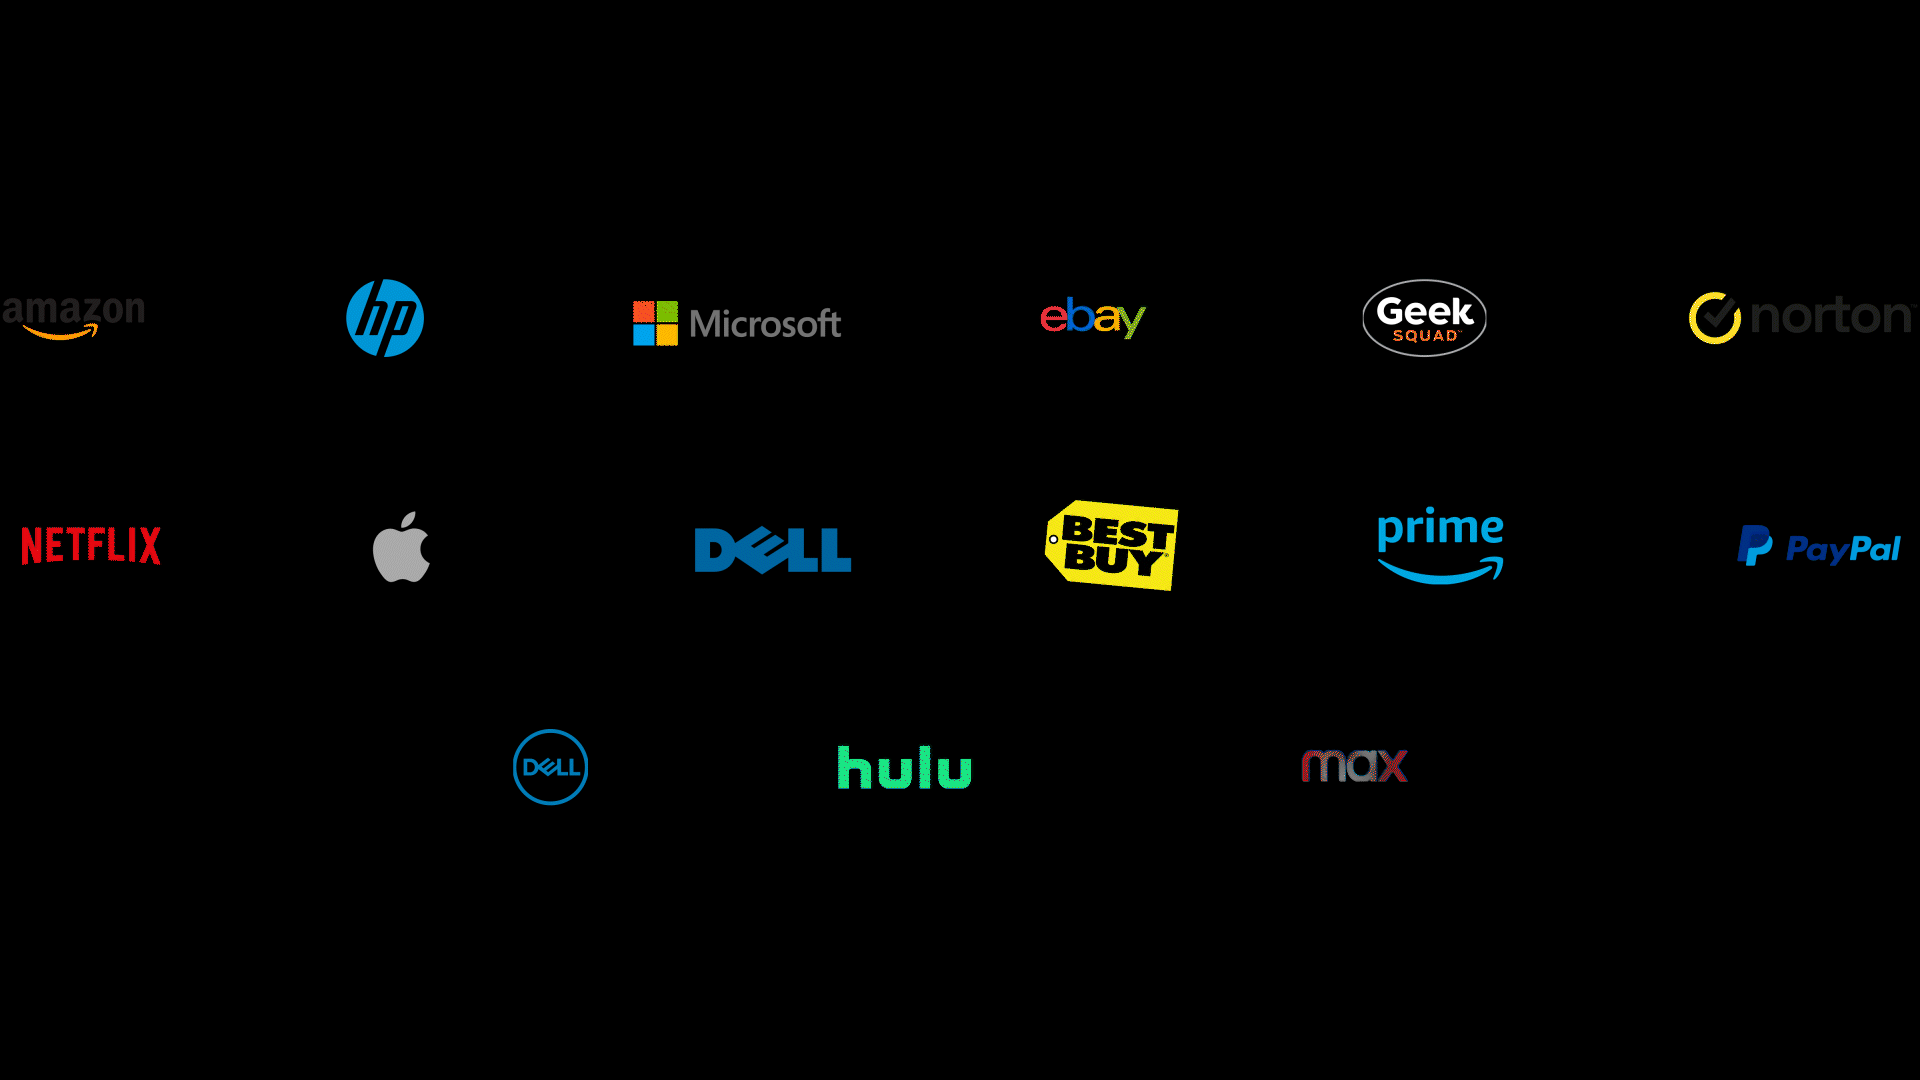 amazon
hp
Microsoft
ebay
Geek
SQUAD
norton
NETFLIX
DELL
BEST
BUY
prime
PayPal
DELL
hulu
max